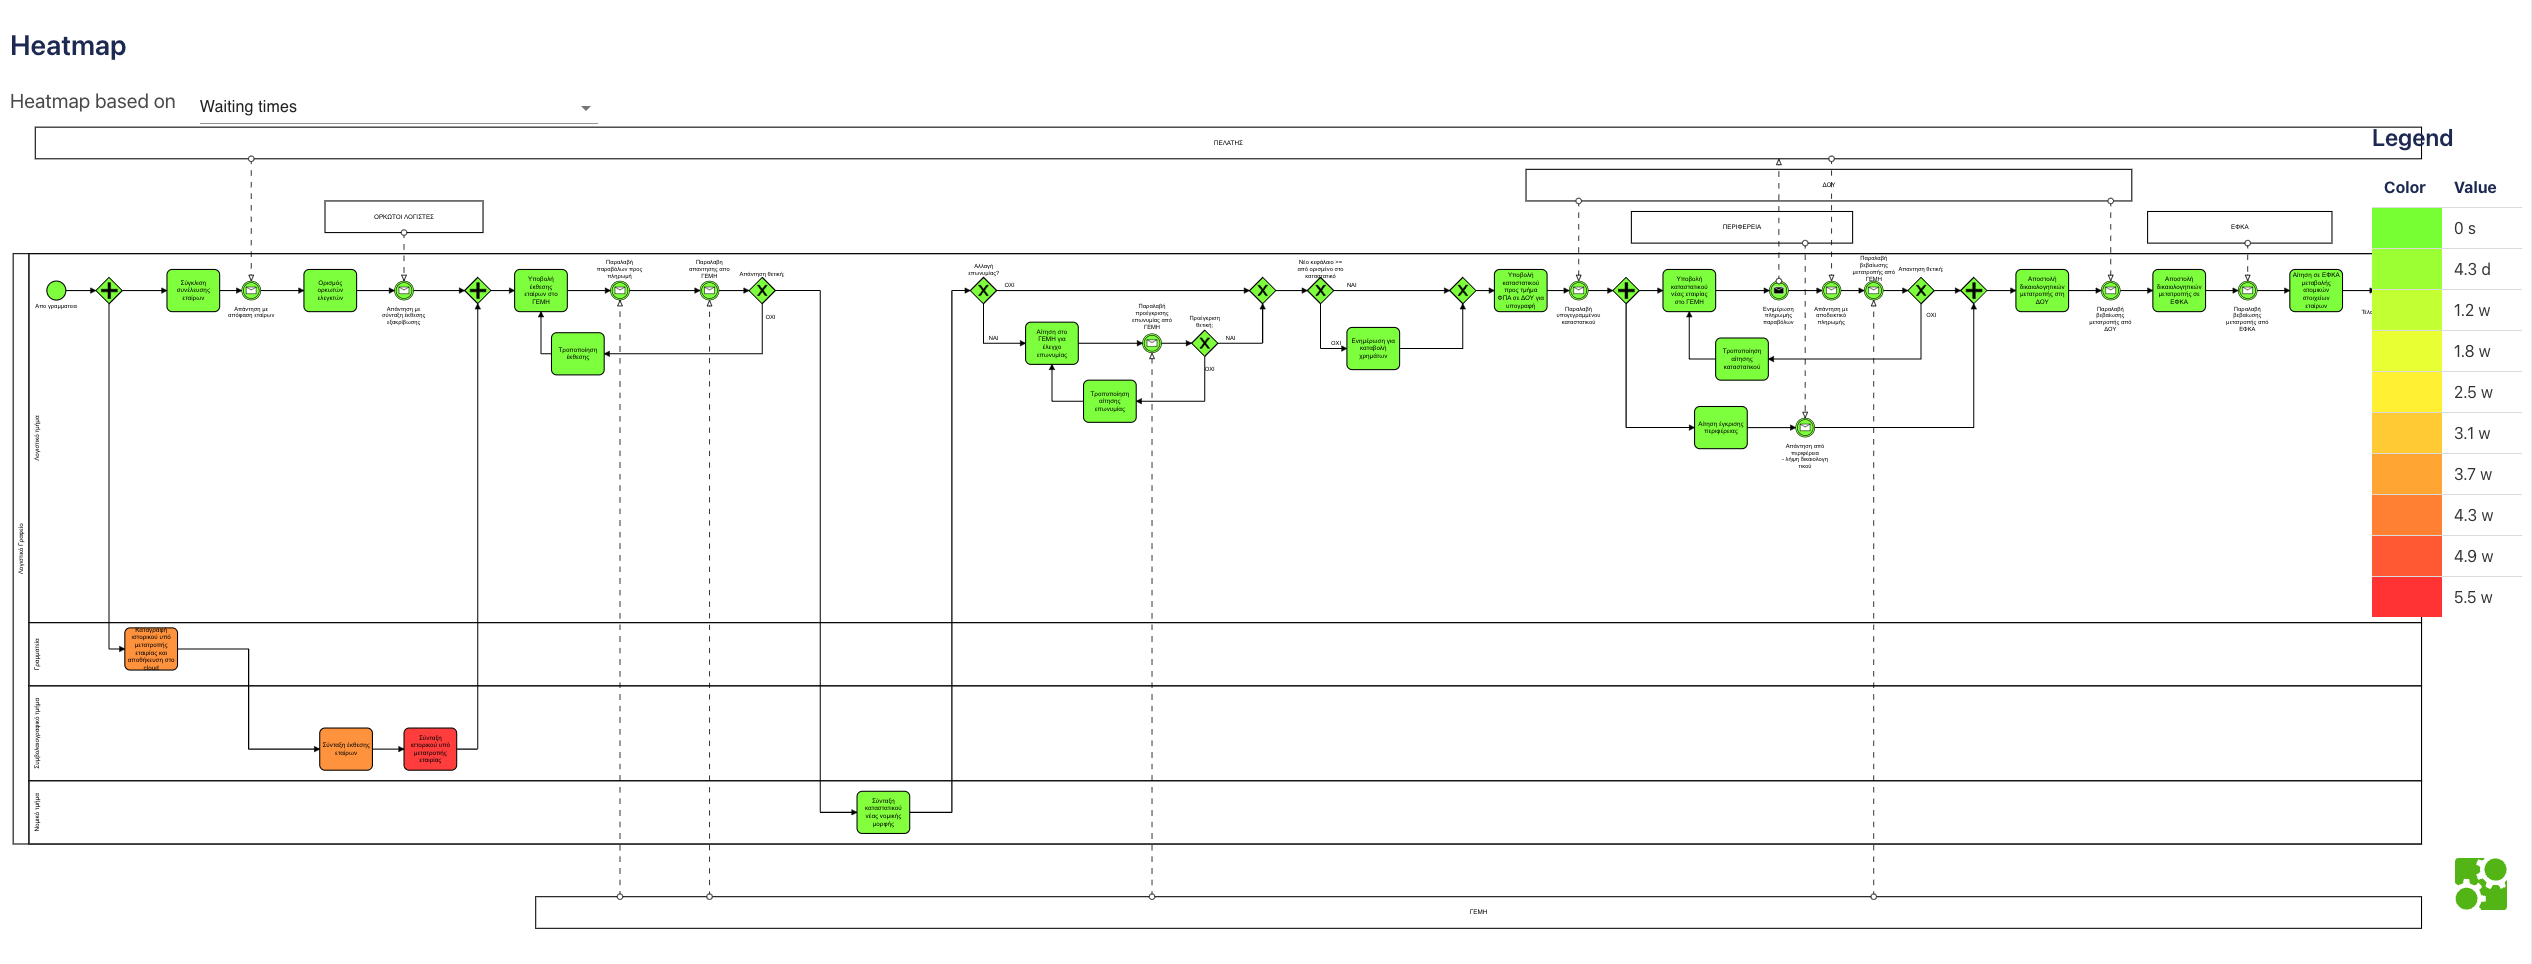 Heatmap
Heatmap based on
Waiting times
Legend
Color
Value
0 s
4.3 d
1.2 w
1.8 w
2.5 w
3.1 w
3.7 w
4.3 w
4.9 w
5.5 w
ΠΕΛΑΤΗΣ
ΔΟΥ
ΟΡΚΩΤΟΙ ΛΟΓΙΣΤΕΣ
ΠΕΡΙΦΕΡΕΙΑ
ΕΦΚΑ
Λογιστικό Γραφείο
Λογιστικό τμήμα
Απο γραμματεια
Σύγκλιση
συνέλευσης
εταίρων
Απάντηση με
απόφαση εταίρων
Ορισμός
ορκωτών
ελεγκτών
Απάντηση με
σύνταξη έκθεσης
εξακρίβωσης
Υποβολή
έκθεσης
εταίρων στο
ΓΕΜΗ
Παραλαβή
παραβόλων προς
πληρωμή
Παραλαβη
απαντησης απο
ΓΕΜΗ
Απάντηση θετική;
ΟΧΙ
Τροποποίηση
έκθεσης
Αλλαγή
επωνυμίας?
ΟΧΙ
ΝΑΙ
Αίτηση στο
ΓΕΜΗ για
έλεγχο
επωνυμίας
Παραλαβή
προέγκρισης
επωνυμίας από
ΓΕΜΗ
Προέγκριση
θετική;
ΝΑΙ
ΟΧΙ
Τροποποίηση
αίτησης
επωνυμίας
Νέο κεφάλαιο >=
από ορισμένο στο
καταστατικό
ΝΑΙ
ΟΧΙ
Ενημέρωση για
καταβολή
χρημάτων
Υποβολή
καταστατικού
προς τμήμα
ΦΠΑ σε ΔΟΥ για
υπογραφή
Παραλαβή
υπογεγραμμένου
καταστατικού
Υποβολή
καταστατικού
νέας εταιρίας
στο ΓΕΜΗ
Ενημέρωση
πληρωμής
παραβόλων
Απάντηση με
αποδεικτικό
πληρωμής
Παραλαβή
βεβαίωσης
μετατροπής από
ΓΕΜΗ
Απαντηση θετική;
ΟΧΙ
Τροποποίηση
αίτησης
καταστατικού
Αίτηση έγκρισης
περιφέρειας
Απάντηση από
περιφέρεια
- λήψη δικαιολογη
τικού
Αποστολή
δικαιολογητικών
μετατροπής στη
ΔΟΥ
Παραλαβή
βεβαίωσης
μετατροπής από
ΔΟΥ
Αποστολή
δικαιολογητικών
μετατροπής σε
ΕΦΚΑ
Παραλαβή
βεβαίωσης
μετατροπής από
ΕΦΚΑ
Αίτηση σε ΕΦΚΑ
μεταβολής
ατομικών
στοιχείων
εταίρων
Γραμματεία
Καταγραφή
ιστορικού υπό
μετατροπής
εταιρίας και
αποθήκευση στο
cloud
Συμβολαιογραφικό τμήμα
Σύνταξη έκθεσης
εταίρων
Σύνταξη
ιστορικού υπό
μετατροπής
εταιρίας
Νομικό τμήμα
Σύνταξη
καταστατικού
νέας νομικής
μορφής
ΓΕΜΗ